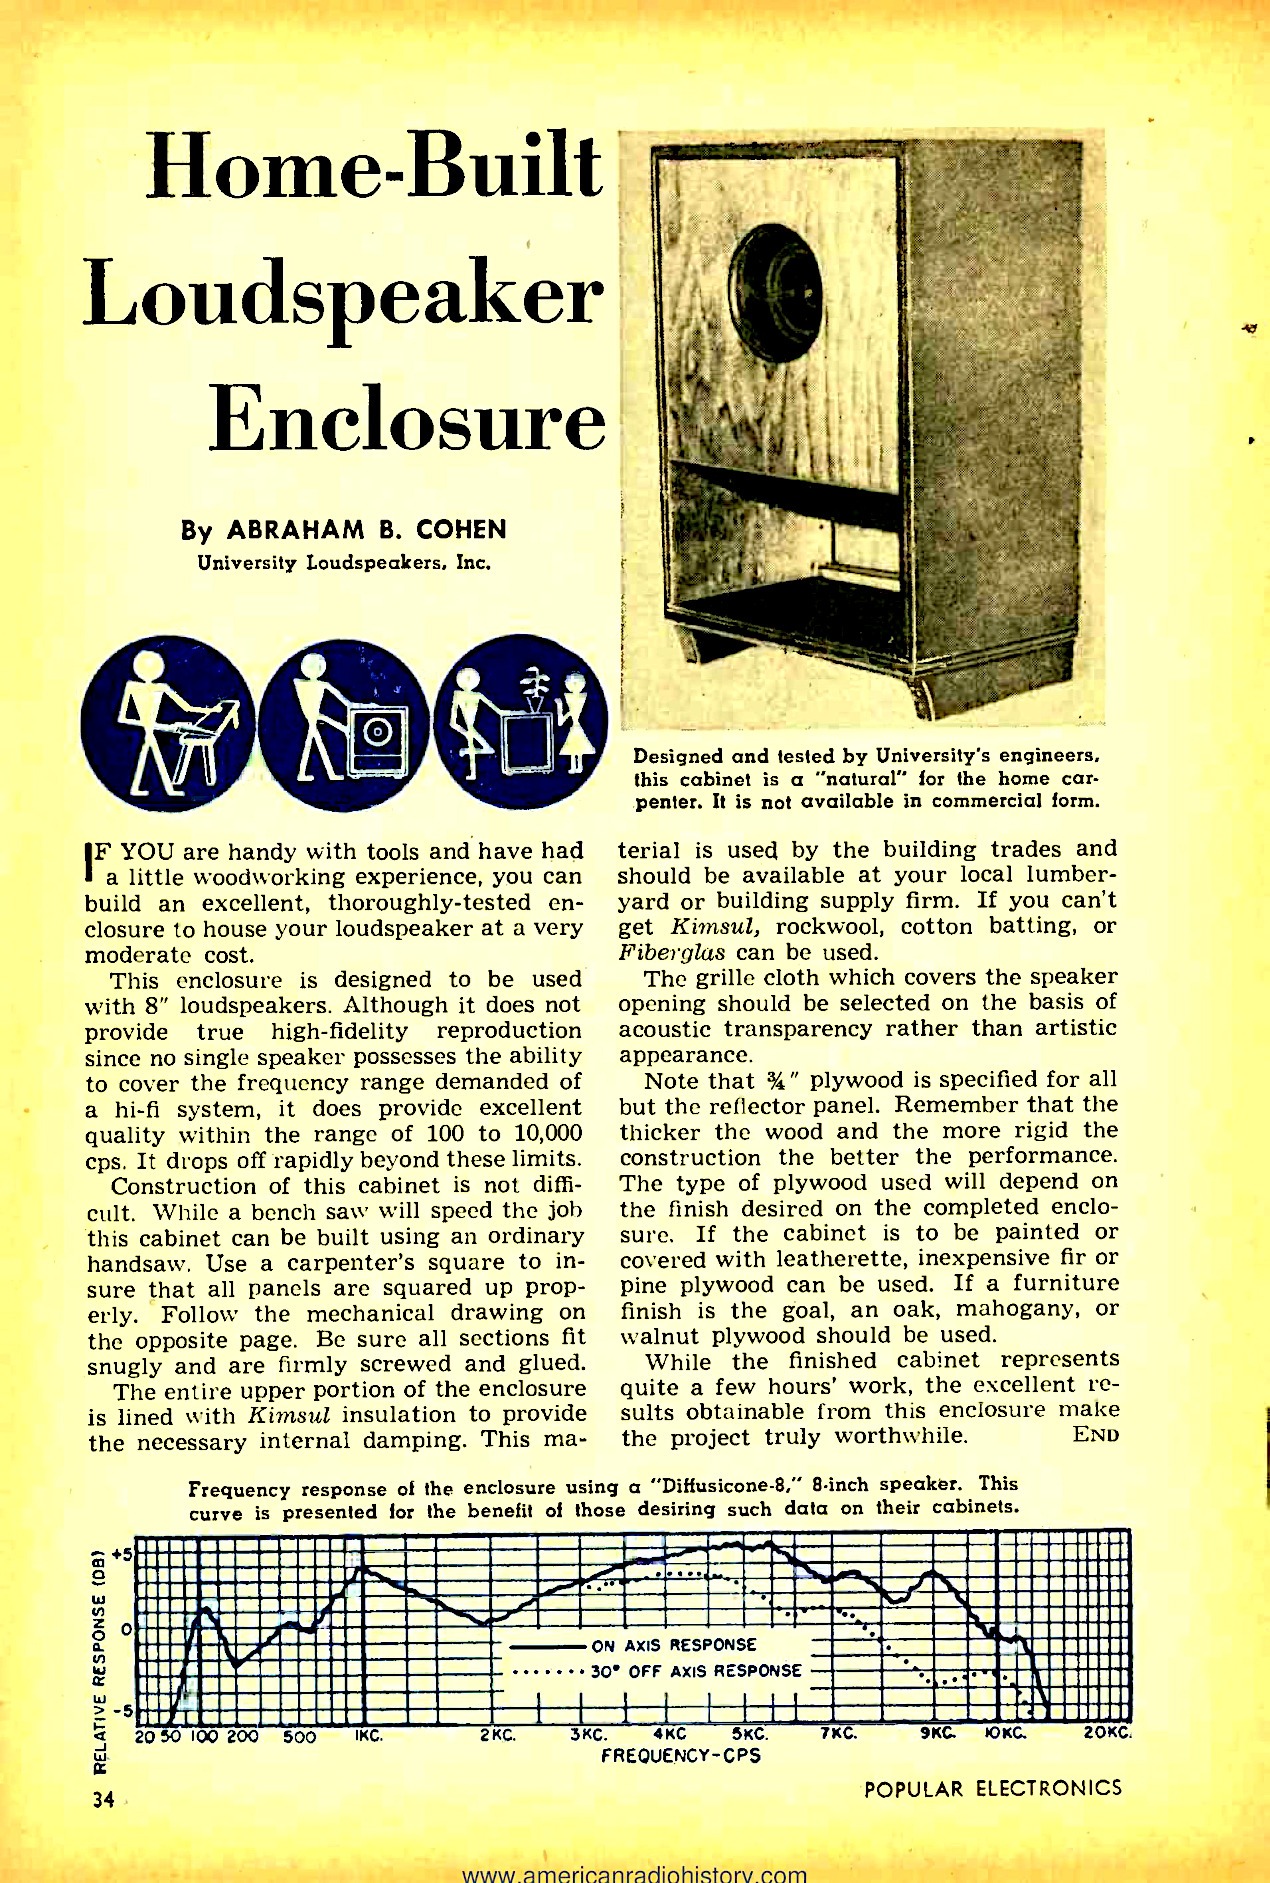 Home-Built
Loudspeaker
Enclosure
By ABRAHAM B. COHEN
University Loudspeakers, Inc.
Designed and tested by University's engineers,
this cabinet is a "natural" for the home car-
penter. It is not available in commercial form.
IF YOU are handy with tools and have had
a little woodworking experience, you can
build an excellent, thoroughly-tested en-
closure to house your loudspeaker at a very
moderate cost.
This enclosure is designed to be used
with 8" loudspeakers. Although it does not
provide true high-fidelity reproduction
since no single speaker possesses the ability
to cover the frequency range demanded of
a hi-fi system, it does provide excellent
quality within the range of 100 to 10,000
cps. It drops off rapidly beyond these limits.
Construction of this cabinet is not diffi-
cult. While a bench saw will speed the job
this cabinet can be built using an ordinary
handsaw. Use a carpenter's square to in-
sure that all panels are squared up prop-
erly. Follow the mechanical drawing on
the opposite page. Be sure all sections fit
snugly and are firmly screwed and glued.
The entire upper portion of the enclosure
is lined with Kimsul insulation to provide
the necessary internal damping. This ma-
terial is used by the building trades and
should be available at your local lumber-
yard or building supply firm. If you can't
get Kimsul, rockwool, cotton batting, or
Fiberglas can be used.
The grille cloth which covers the speaker
opening should be selected on the basis of
acoustic transparency rather than artistic
appearance.
Note that ¾" plywood is specified for all
but the reflector panel. Remember that the
thicker the wood and the more rigid the
construction the better the performance.
The type of plywood used will depend on
the finish desired on the completed enclo-
sure. If the cabinet is to be painted or
covered with leatherette, inexpensive fir or
pine plywood can be used. If a furniture
finish is the goal, an oak, mahogany, or
walnut plywood should be used.
While the finished cabinet represents
quite a few hours' work, the excellent re-
sults obtainable from this enclosure make
the project truly worthwhile. END
Frequency response of the enclosure using a "Diffusicone-8," 8-inch speaker. This
curve is presented for the benefit of those desiring such data on their cabinets.
RELATIVE RESPONSE (DB)
+5
0
-5
ON AXIS RESPONSE
30° OFF AXIS RESPONSE
20 50 100 200 500 1KC. 2KC. 3KC. 4KC 5KC. 7KC. 9KC. 10KC. 20KC.
FREQUENCY-CPS
34
POPULAR ELECTRONICS
www.americanradiohistory.com